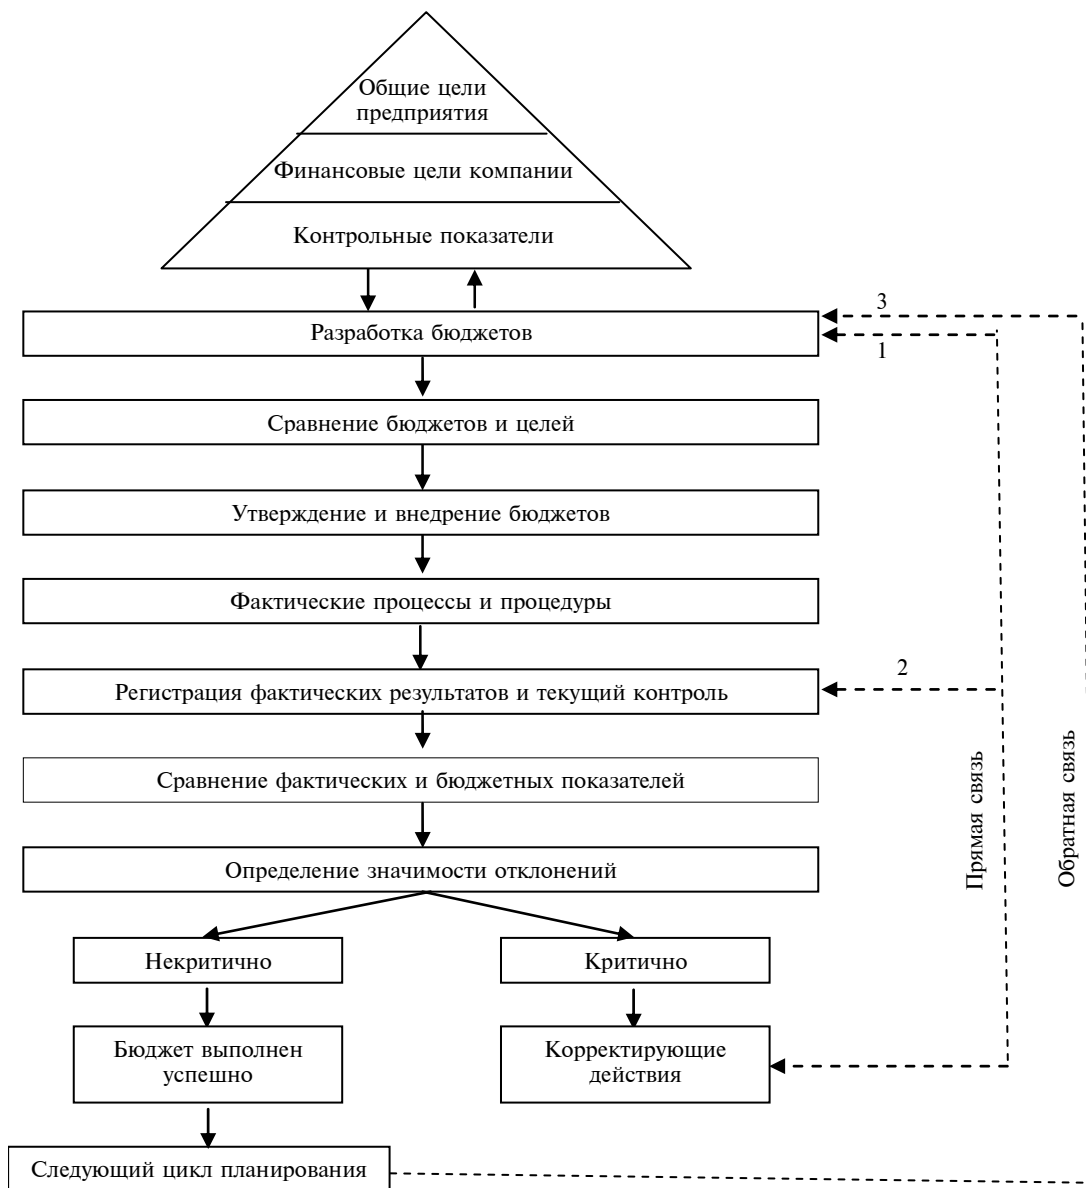 Общие цели
предприятия
Финансовые цели компании
Контрольные показатели
3
Разработка бюджетов
1
Сравнение бюджетов и целей
Утверждение и внедрение бюджетов
Фактические процессы и процедуры
2
Регистрация фактических результатов и текущий контроль
Сравнение фактических и бюджетных показателей
Прямая связь
Обратная связь
Определение значимости отклонений
Некритично
Критично
Бюджет выполнен
успешно
Корректирующие
действия
Следующий цикл планирования